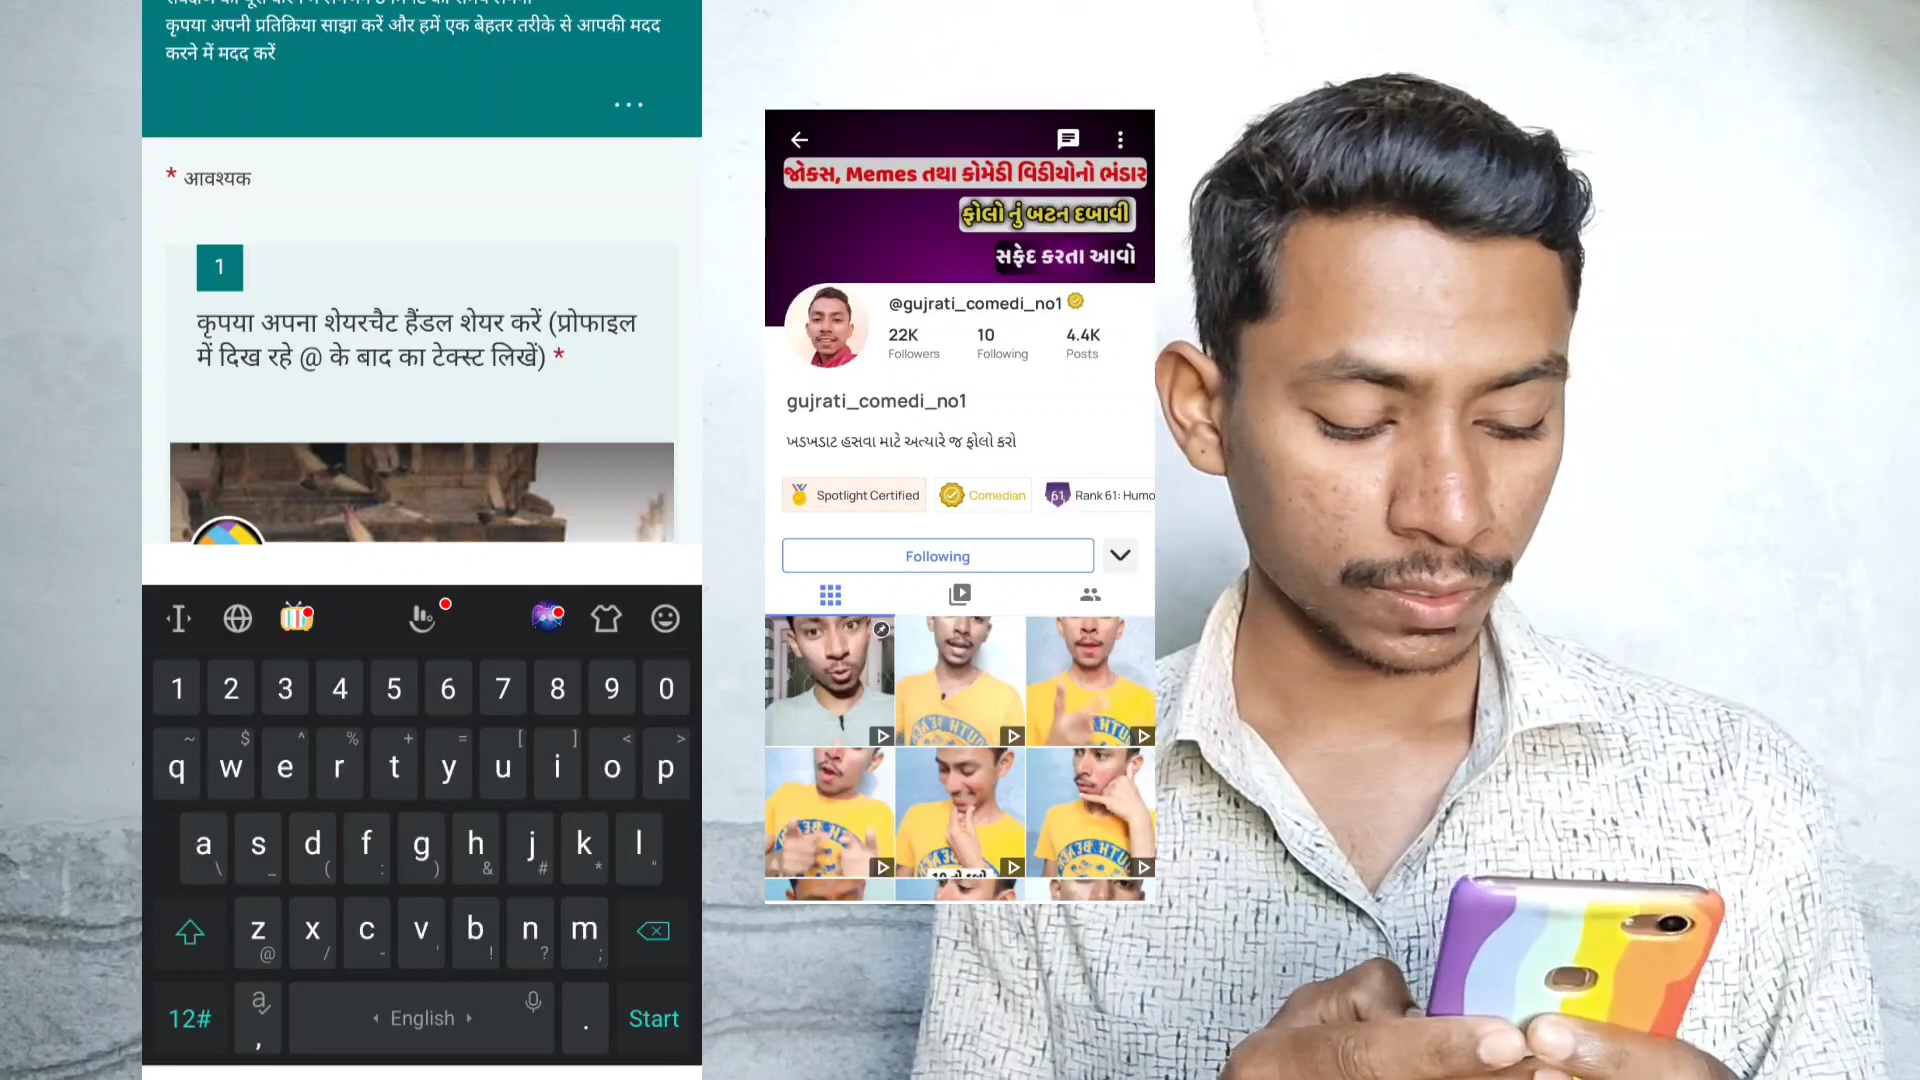 कृपया अपनी प्रतिक्रिया साझा करें और हमें एक बेहतर तरीके से आपकी मदद
करने में मदद करें
* आवश्यक
1
कृपया अपना शेयरचैट हैंडल शेयर करें (प्रोफाइल
में दिख रहे @ के बाद का टेक्स्ट लिखें) *
1 2 3 4 5 6 7 8 9 0
q w e r t y u i o p
a s d f g h j k l
z x c v b n m
12# English . Start
જોક્સ, Memes તથા કોમેડી વિડીયોનો ભંડાર
ફોલો નું બટન દબાવી
સફેદ કરતા આવો
@gujrati_comedi_no1
22K 10 4.4K
Followers Following Posts
gujrati_comedi_no1
ખડખડાટ હસવા માટે અત્યારે જ ફોલો કરો
Spotlight Certified Comedian 61 Rank 61: Humo
Following